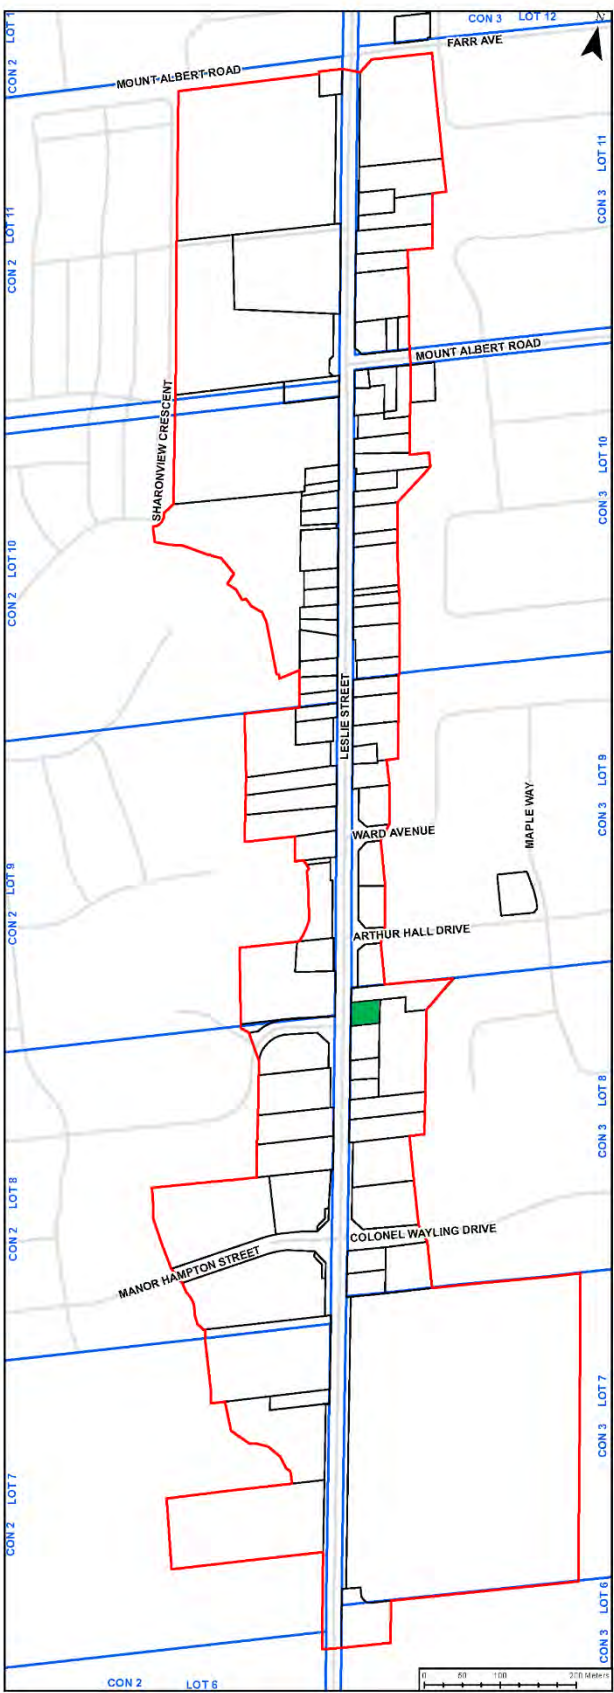 CON 3 LOT 12
N
LOT 1
FARR AVE
CON 2
MOUNT ALBERT ROAD
LOT 11
CON 3
LOT 11
CON 2
MOUNT ALBERT ROAD
SHARONVIEW CRESCENT
LOT 10
CON 3
LOT 10
CON 2
LESLIE STREET
LOT 9
CON 3
MAPLE WAY
WARD AVENUE
LOT 9
CON 2
ARTHUR HALL DRIVE
LOT 8
CON 3
LOT 8
CON 2
COLONEL WAYLING DRIVE
MANOR HAMPTON STREET
LOT 7
CON 3
LOT 7
CON 2
LOT 6
CON 3
CON 2 LOT 6
0 50 100 200 Meters